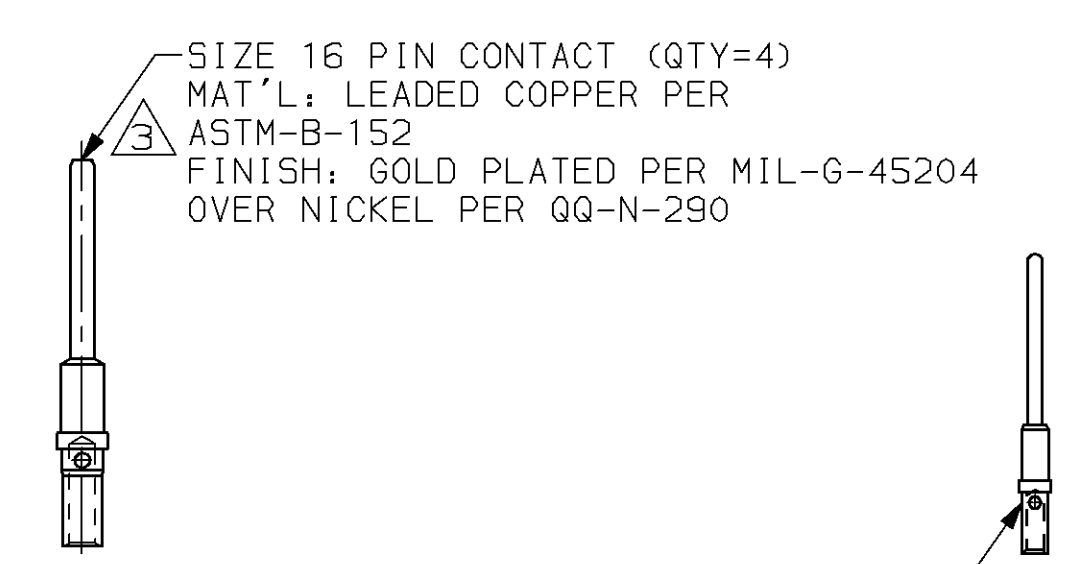 SIZE 16 PIN CONTACT (QTY=4)
MAT'L: LEADED COPPER PER
3 ASTM-B-152
FINISH: GOLD PLATED PER MIL-G-45204
OVER NICKEL PER QQ-N-290